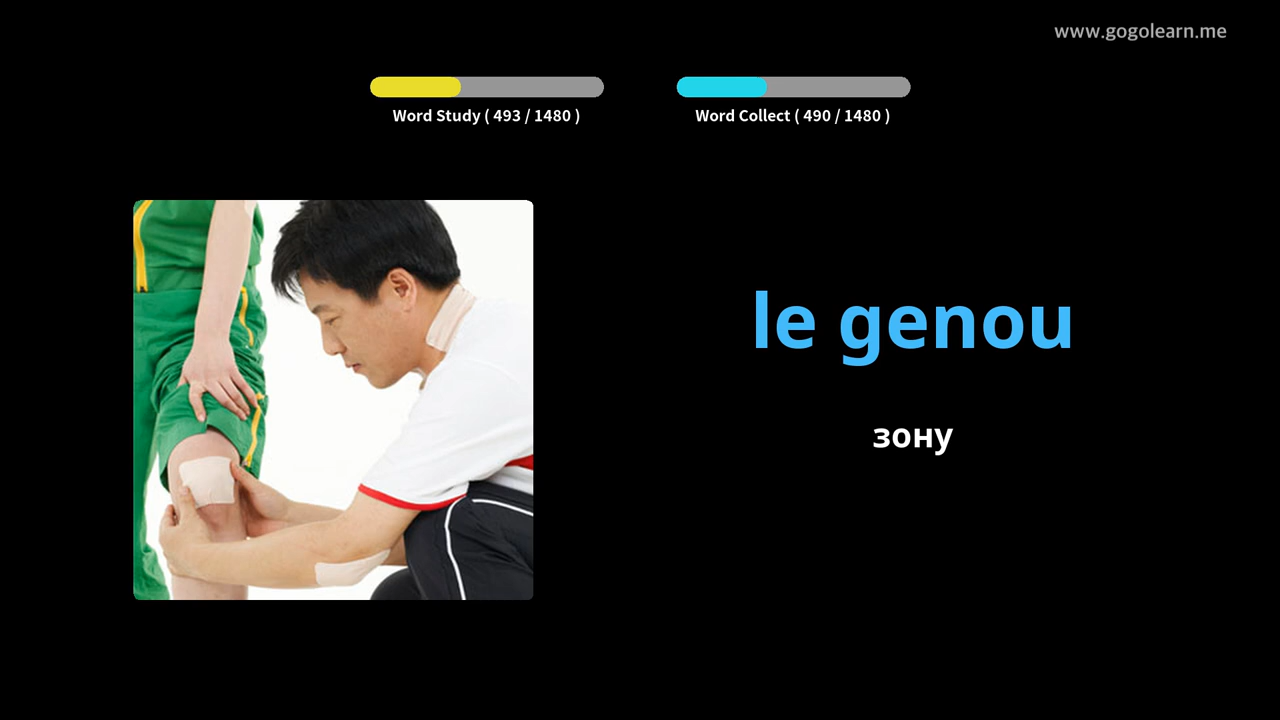 www.gogolearn.me
Word Study ( 493 / 1480 )
Word Collect ( 490 / 1480 )
le genou
зону